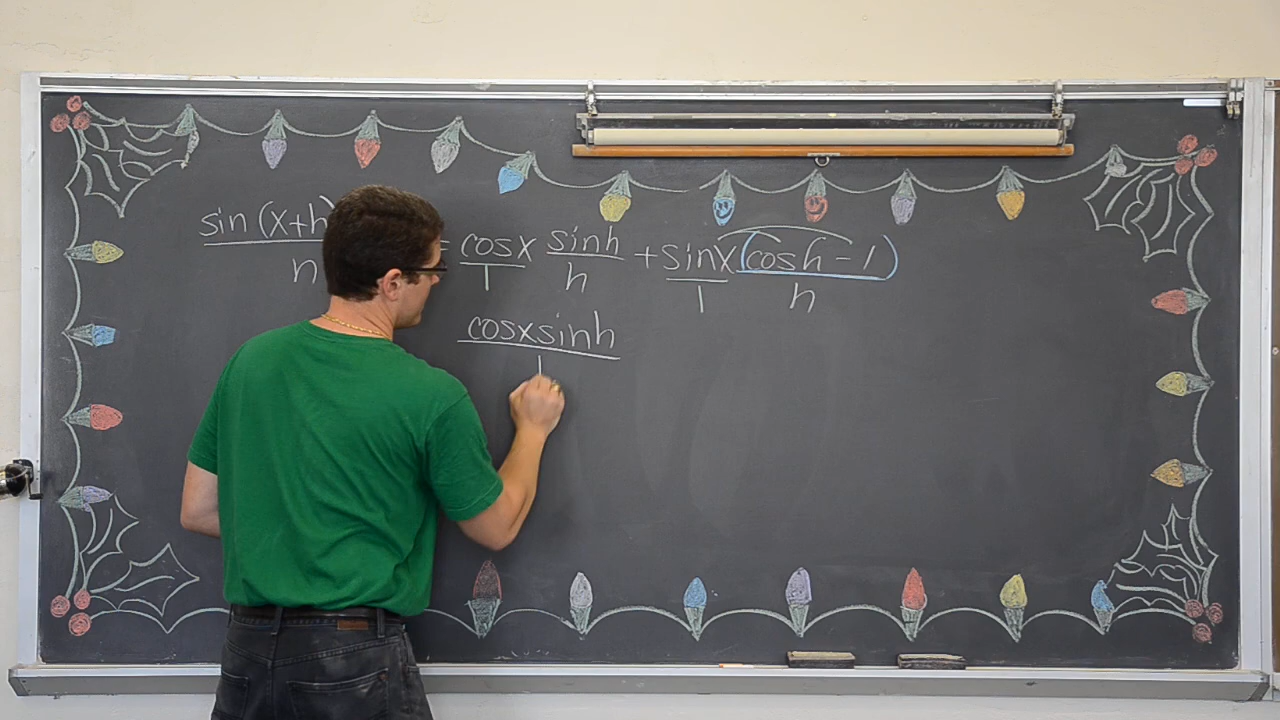 sin (x+h) / h = cosx / 1 sinh / h + sinx / 1 (cosh - 1) / h
cosxsinh